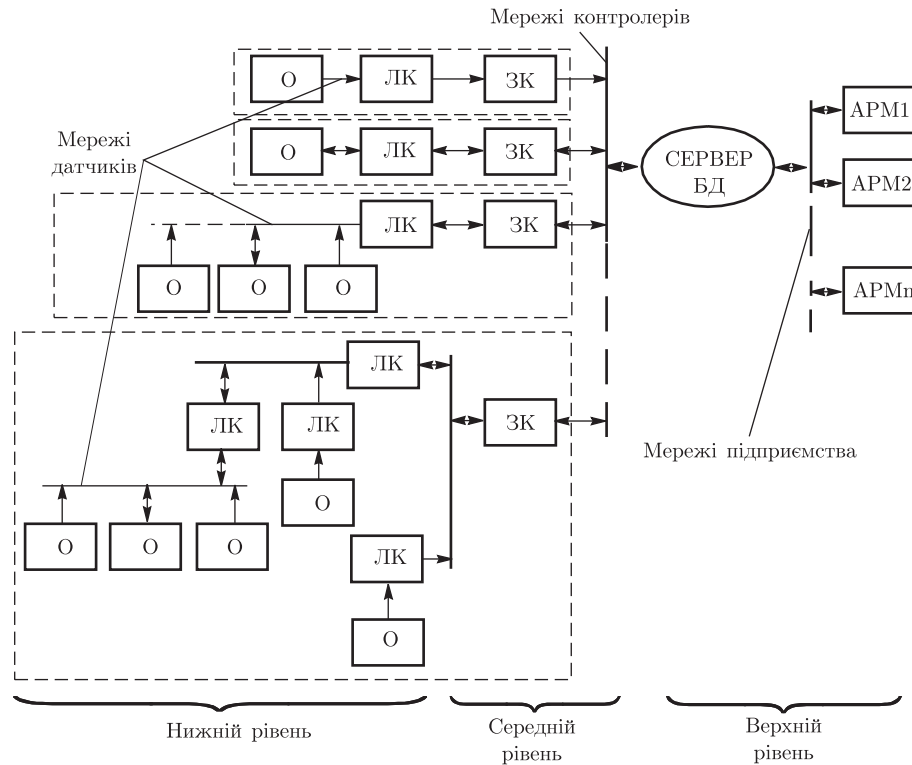 Мережі контролерів
О
ЛК
ЗК
АРМ1
Мережі
датчиків
О
ЛК
ЗК
СЕРВЕР
БД
АРМ2
ЛК
ЗК
О
О
О
АРМn
ЛК
ЛК
ЛК
ЗК
Мережі підприємства
О
О
О
О
ЛК
О
Нижній рівень
Середній
рівень
Верхній
рівень